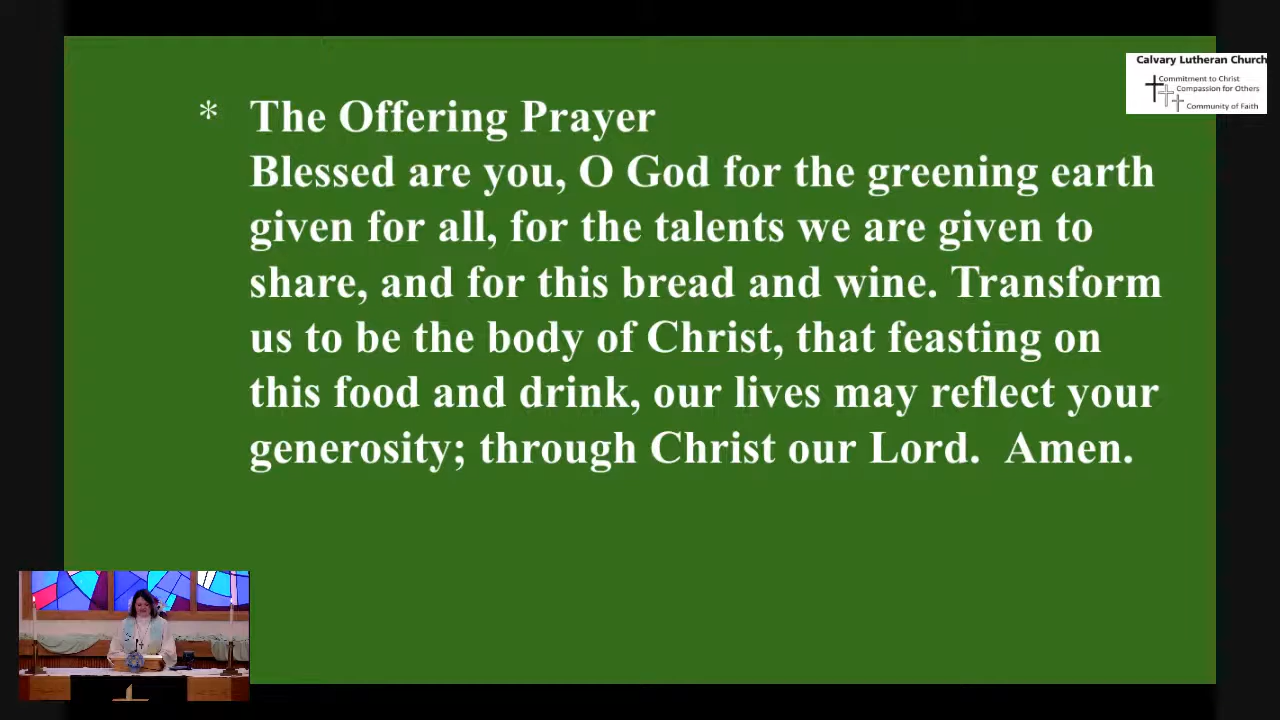 Calvary Lutheran Church
Commitment to Christ
Compassion for Others
Community of Faith
* The Offering Prayer
Blessed are you, O God for the greening earth
given for all, for the talents we are given to
share, and for this bread and wine. Transform
us to be the body of Christ, that feasting on
this food and drink, our lives may reflect your
generosity; through Christ our Lord.  Amen.